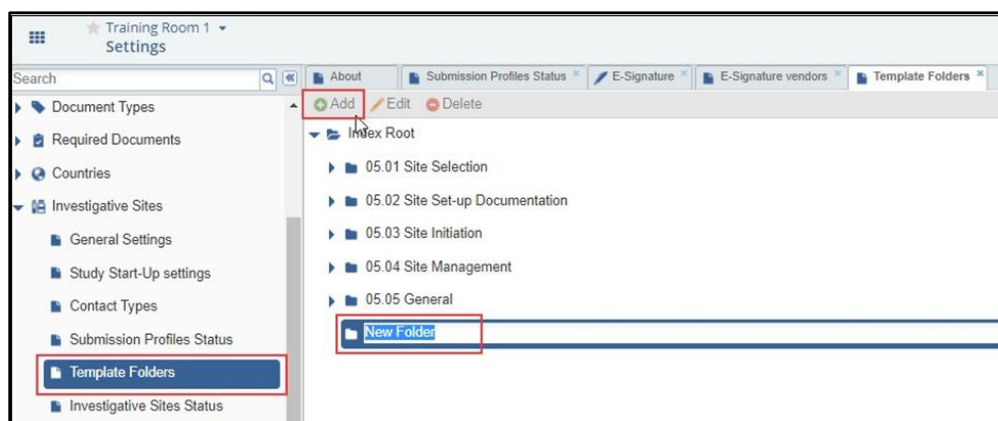 Training Room 1
Settings
Search
About
Submission Profiles Status
E-Signature
E-Signature vendors
Template Folders
Document Types
Required Documents
Countries
Investigative Sites
General Settings
Study Start-Up settings
Contact Types
Submission Profiles Status
Template Folders
Investigative Sites Status
Add
Edit
Delete
Index Root
05.01 Site Selection
05.02 Site Set-up Documentation
05.03 Site Initiation
05.04 Site Management
05.05 General
New Folder